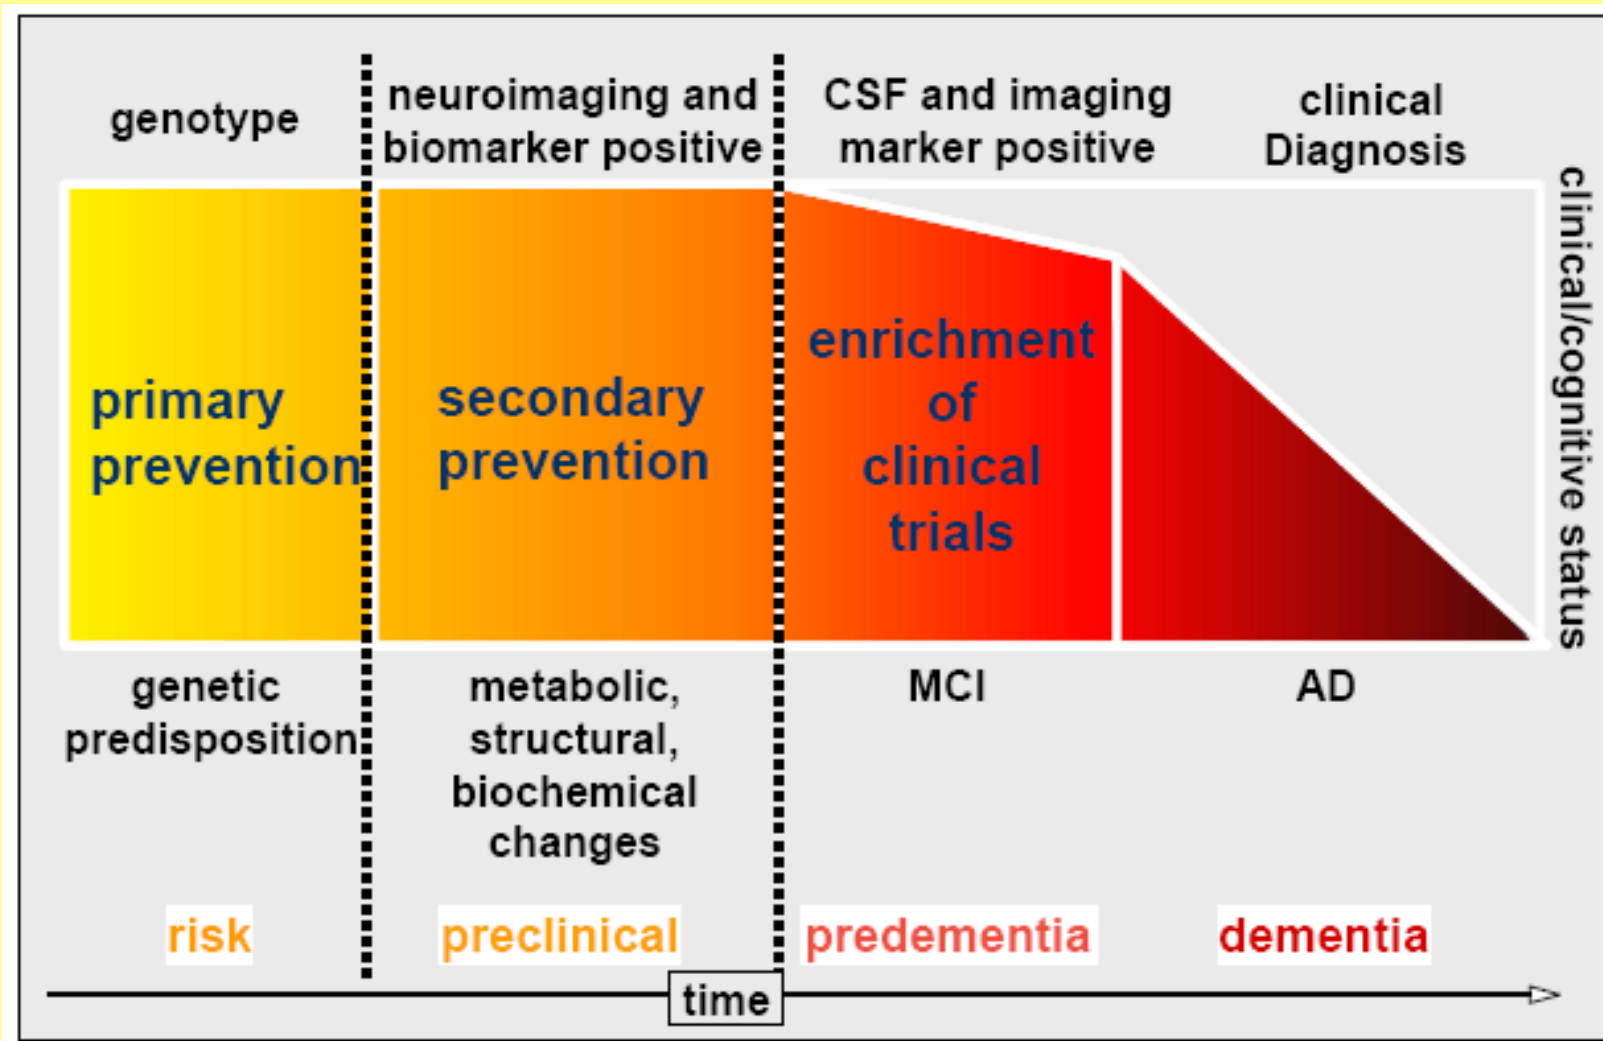 genotype
neuroimaging and
biomarker positive
CSF and imaging
marker positive
clinical
Diagnosis
clinical/cognitive status
primary
prevention
secondary
prevention
enrichment
of
clinical
trials
genetic
predisposition
metabolic,
structural,
biochemical
changes
MCI
AD
risk
preclinical
predementia
dementia
time